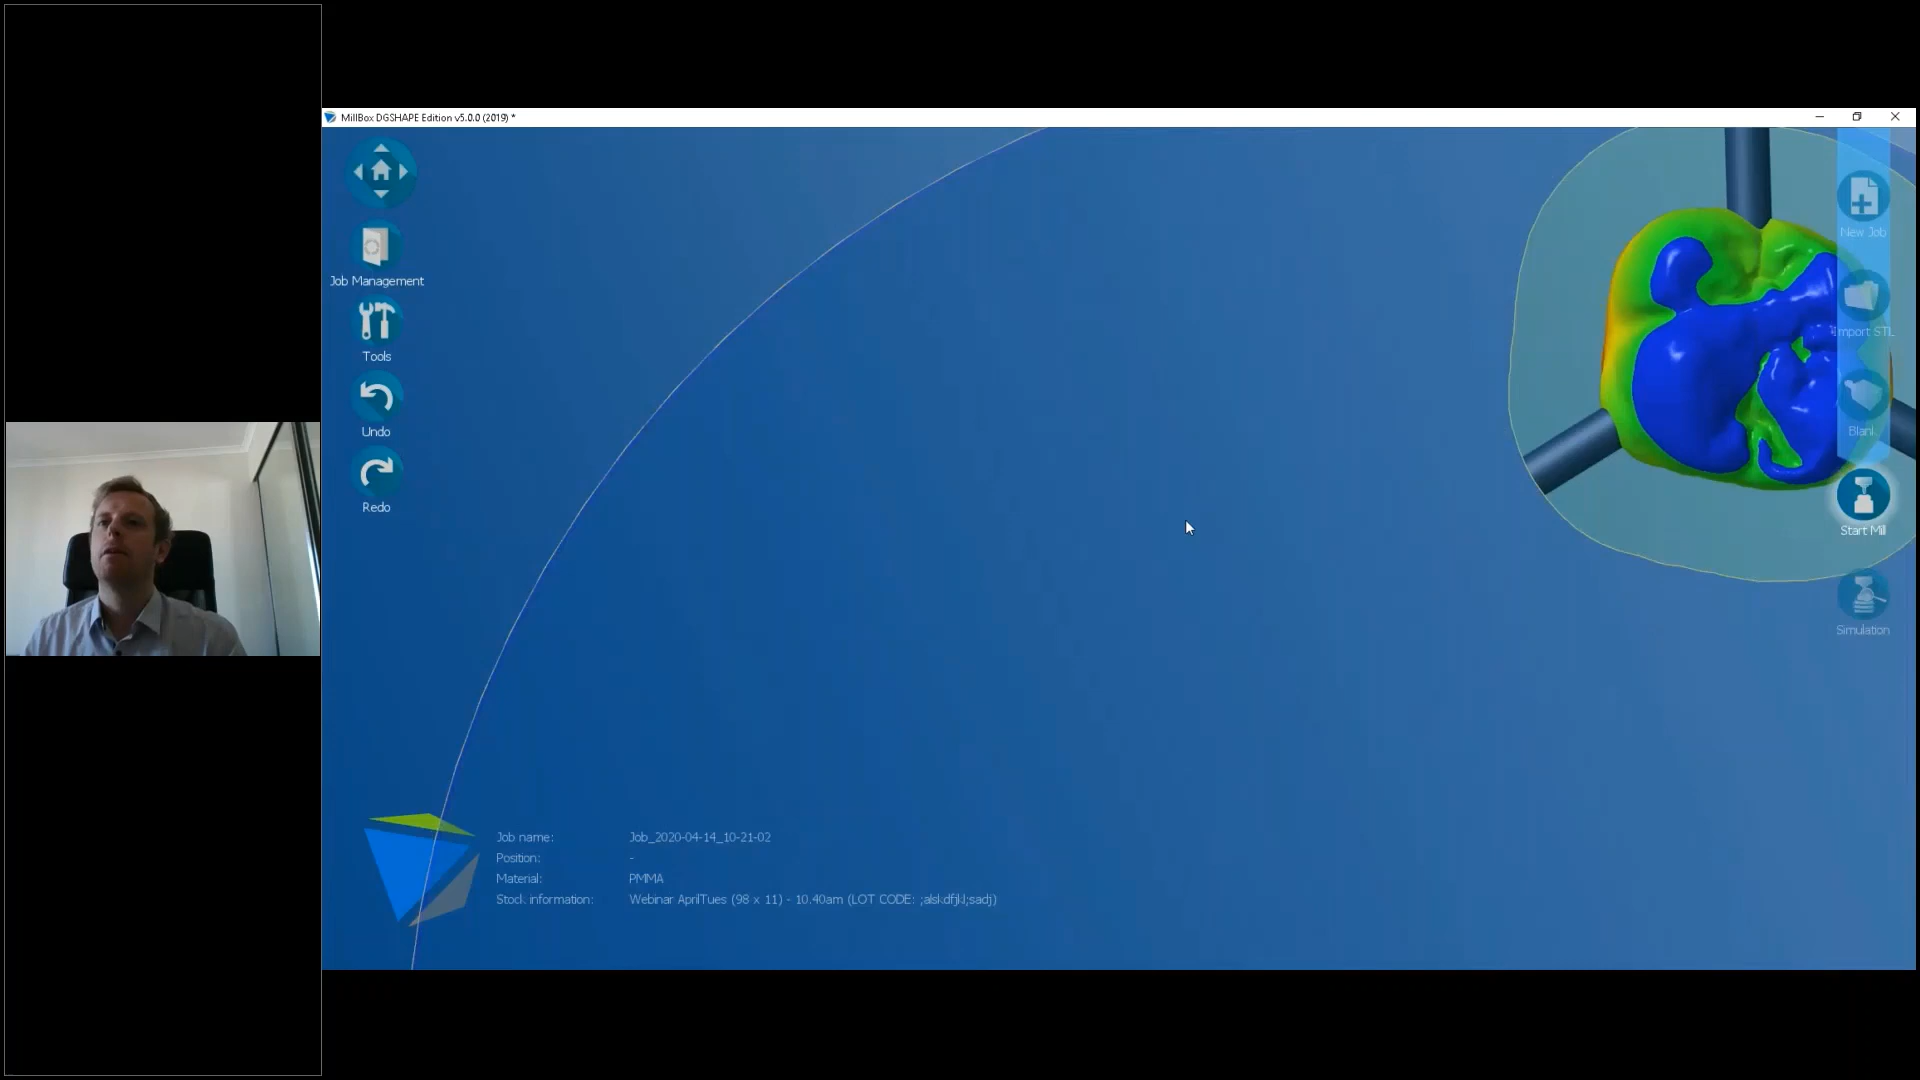 MillBox DGSHAPE Edition v5.0.0 (2019) *
Job Management
Tools
Undo
Redo
New Job
Import STL
Blank
Start Mill
Simulation
Job name: Job_2020-04-14_10-21-02
Position: -
Material: PMMA
Stock information: Webinar AprilTues (98 x 11) - 10.40am (LOT CODE: ;alskdfjkl;sadj)